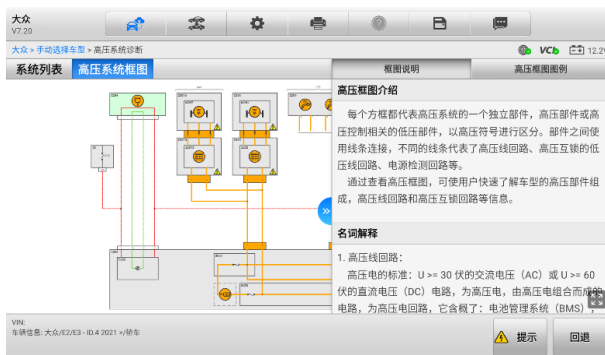 大众
V7.20
大众 > 手动选择车型 > 高压系统诊断
VCb
12.2V
系统列表
高压系统框图
框图说明
高压框图图例
高压框图介绍
每个方框都代表高压系统的一个独立部件，高压部件或高
压控制相关的低压部件，以高压符号进行区分。部件之间使
用线条连接，不同的线条代表了高压线回路、高压互锁的低
压线回路、电源检测回路等。
通过查看高压框图，可使用户快速了解车型的高压部件组
成，高压线回路和高压互锁回路等信息。
名词解释
1. 高压线回路：
高压电的标准：U >= 30 伏的交流电压（AC）或 U >= 60
伏的直流电压（DC）电路，为高压电，由高压电组合而成的
电路，为高压电回路，它含概了：电池管理系统（BMS），
VIN:
车辆信息: 大众/E2/E3 - ID.4 2021 >/轿车
提示
回退